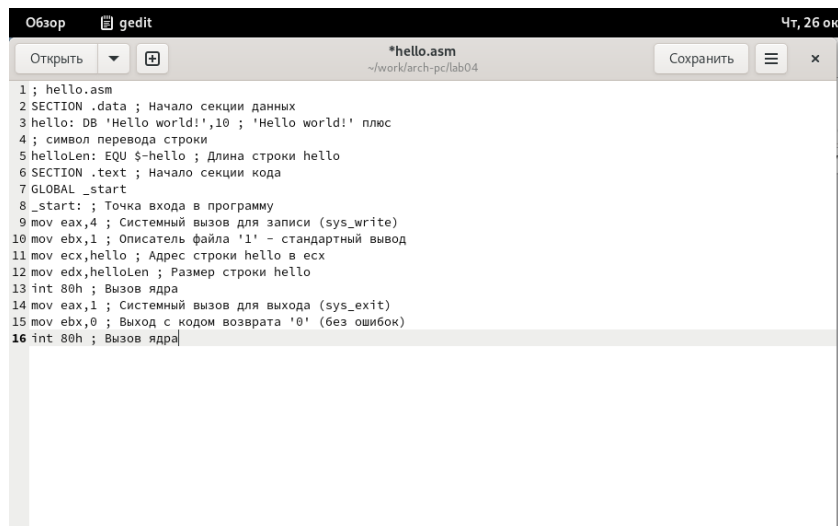 Обзор gedit Чт, 26 ок
Открыть *hello.asm Сохранить
~/work/arch-pc/lab04
1 ; hello.asm
2 SECTION .data ; Начало секции данных
3 hello: DB 'Hello world!',10 ; 'Hello world!' плюс
4 ; символ перевода строки
5 helloLen: EQU $-hello ; Длина строки hello
6 SECTION .text ; Начало секции кода
7 GLOBAL _start
8 _start: ; Точка входа в программу
9 mov eax,4 ; Системный вызов для записи (sys_write)
10 mov ebx,1 ; Описатель файла '1' - стандартный вывод
11 mov ecx,hello ; Адрес строки hello в ecx
12 mov edx,helloLen ; Размер строки hello
13 int 80h ; Вызов ядра
14 mov eax,1 ; Системный вызов для выхода (sys_exit)
15 mov ebx,0 ; Выход с кодом возврата '0' (без ошибок)
16 int 80h ; Вызов ядра